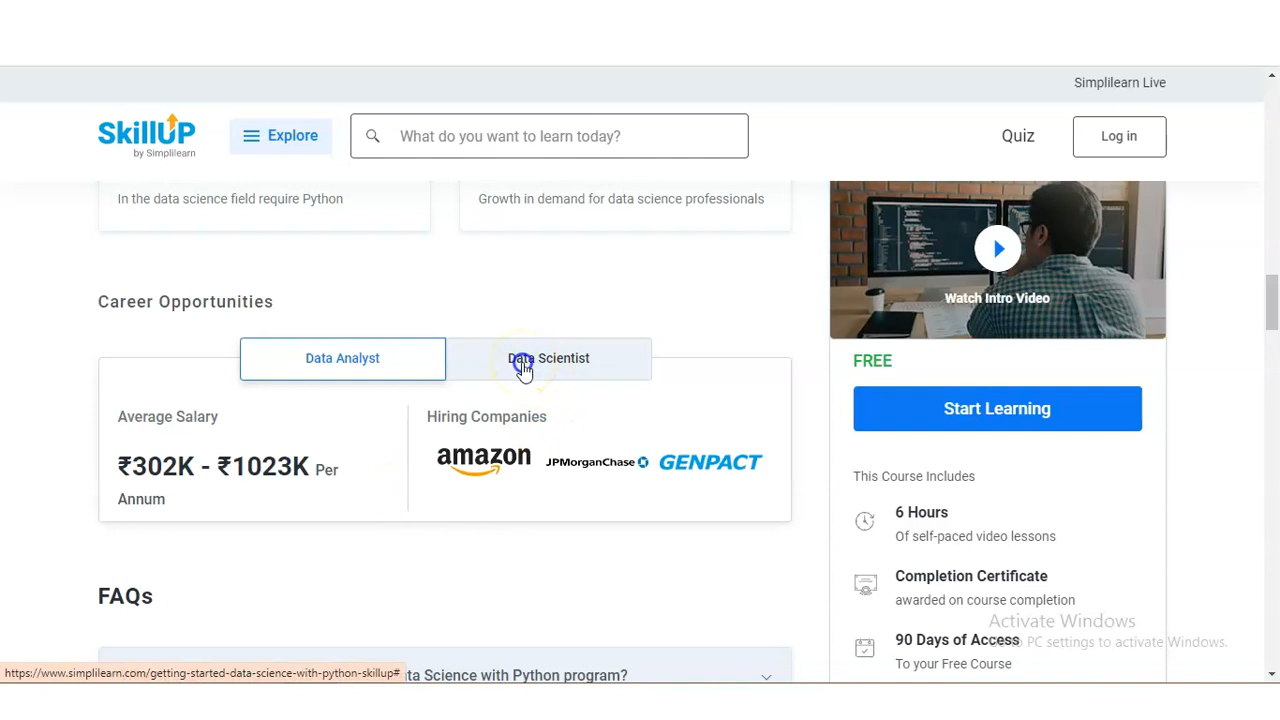 Simplilearn Live
SkillUP
by Simplilearn
Explore
What do you want to learn today?
Quiz
Log in
In the data science field require Python
Growth in demand for data science professionals
Watch Intro Video
Career Opportunities
Data Analyst
Data Scientist
Average Salary
₹302K - ₹1023K Per
Annum
Hiring Companies
amazon
JPMorganChase
GENPACT
FREE
Start Learning
This Course Includes
6 Hours
Of self-paced video lessons
Completion Certificate
awarded on course completion
90 Days of Access
To your Free Course
Activate Windows
Go to PC settings to activate Windows.
FAQs
ta Science with Python program?
https://www.simplilearn.com/getting-started-data-science-with-python-skillup#